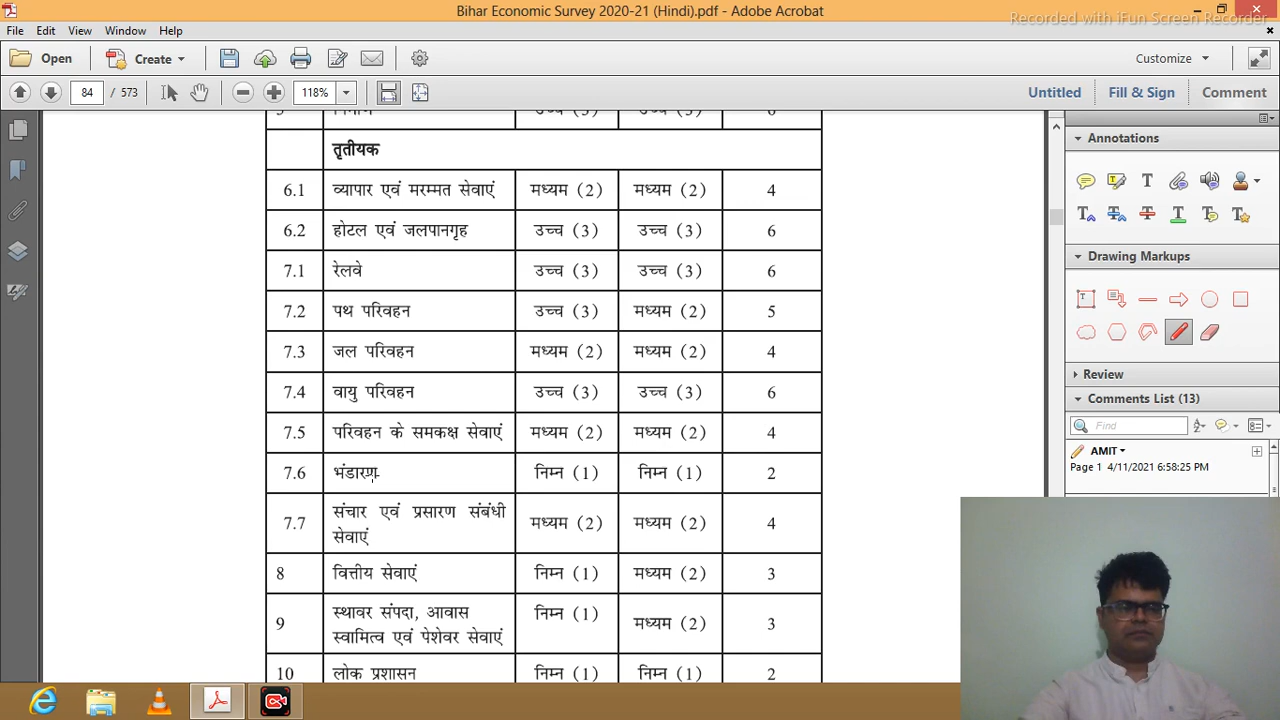 Bihar Economic Survey 2020-21 (Hindi).pdf - Adobe Acrobat
Recorded with iFun Screen Recorder
File Edit View Window Help
Open Create Customize
84 / 573 118% Untitled Fill & Sign Comment
तृतीयक
6.1 व्यापार एवं मरम्मत सेवाएं मध्यम (2) मध्यम (2) 4
6.2 होटल एवं जलपानगृह उच्च (3) उच्च (3) 6
7.1 रेलवे उच्च (3) उच्च (3) 6
7.2 पथ परिवहन उच्च (3) मध्यम (2) 5
7.3 जल परिवहन मध्यम (2) मध्यम (2) 4
7.4 वायु परिवहन उच्च (3) उच्च (3) 6
7.5 परिवहन के समकक्ष सेवाएं मध्यम (2) मध्यम (2) 4
7.6 भंडारण निम्न (1) निम्न (1) 2
7.7 संचार एवं प्रसारण संबंधी सेवाएं मध्यम (2) मध्यम (2) 4
8 वित्तीय सेवाएं निम्न (1) मध्यम (2) 3
9 स्थावर संपदा, आवास स्वामित्व एवं पेशेवर सेवाएं निम्न (1) मध्यम (2) 3
10 लोक प्रशासन निम्न (1) निम्न (1) 2
Annotations
Drawing Markups
Review
Comments List (13)
Find
AMIT
Page 1 4/11/2021 6:58:25 PM